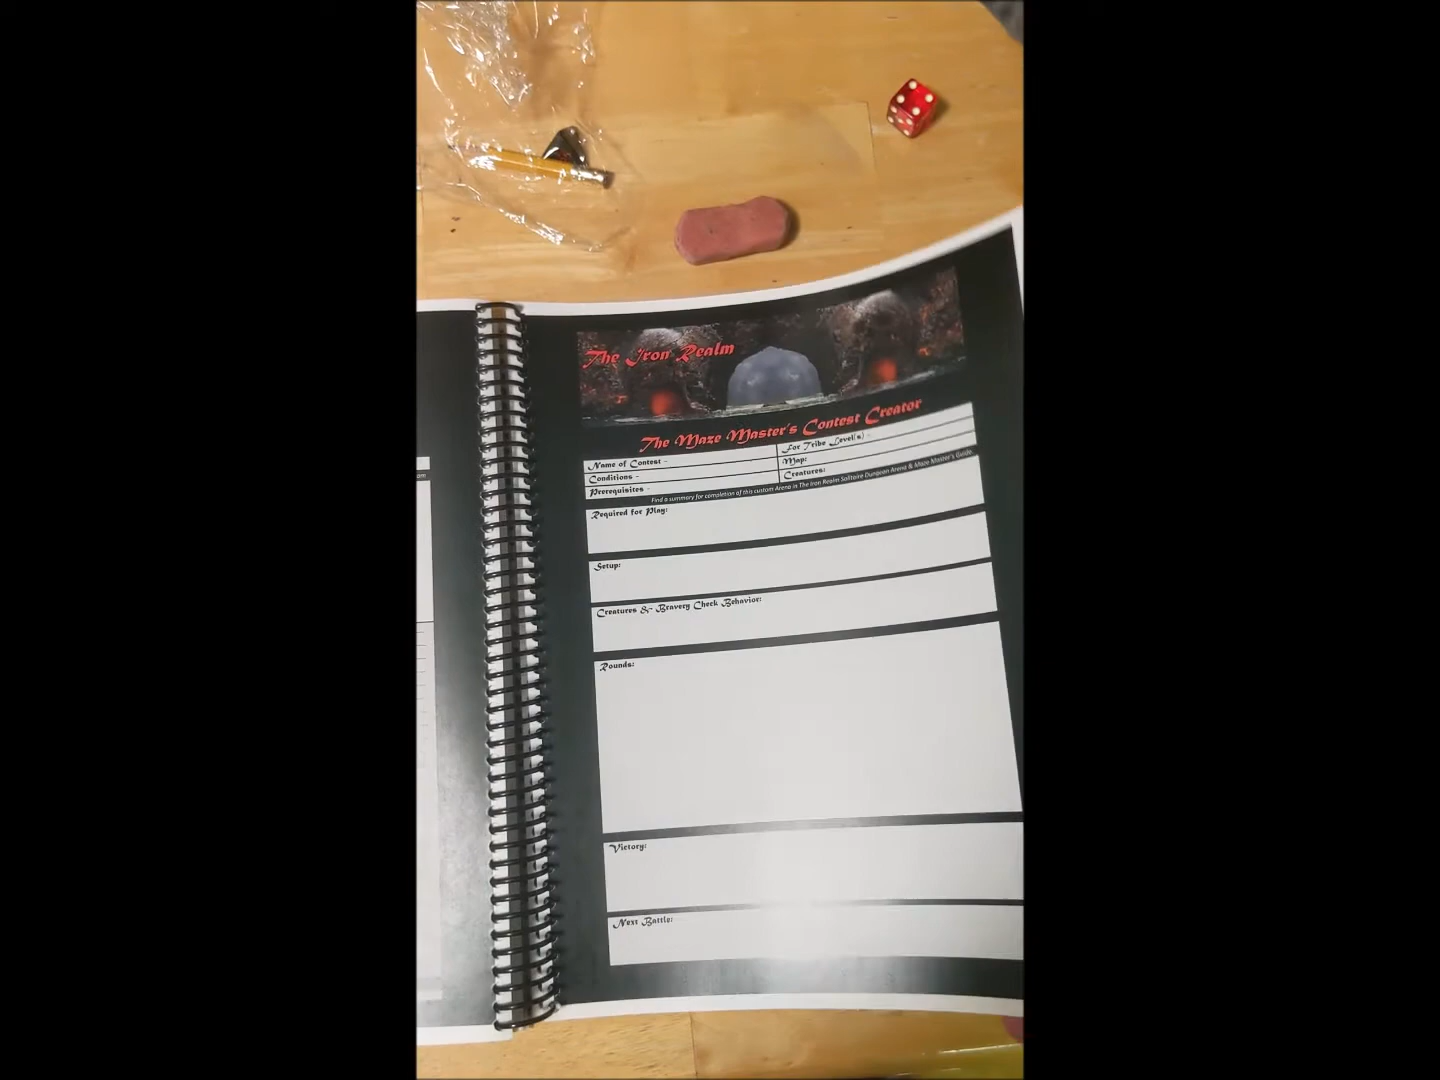 The Iron Realm
The Maze Master's Contest Creator
Name of Contest -
For Tribe Level(s) -
Conditions -
Map:
Prerequisites -
Creatures:
Find a summary for completion of this custom Arena in The Iron Realm Solitaire Dungeon Arena & Maze Master's Guide.
Required for Play:
Setup:
Creatures & Bravery Check Behavior:
Rounds:
Victory:
Next Battle: